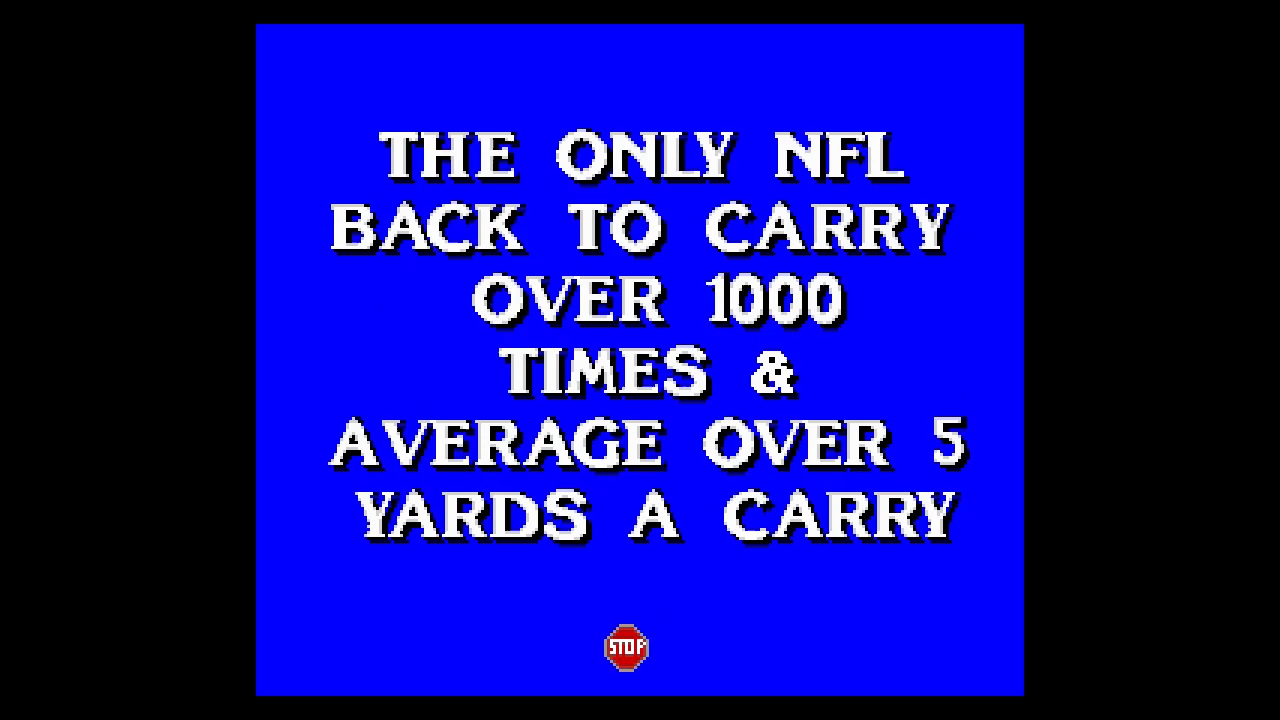 THE ONLY NFL
BACK TO CARRY
OVER 1000
TIMES &
AVERAGE OVER 5
YARDS A CARRY
STOP